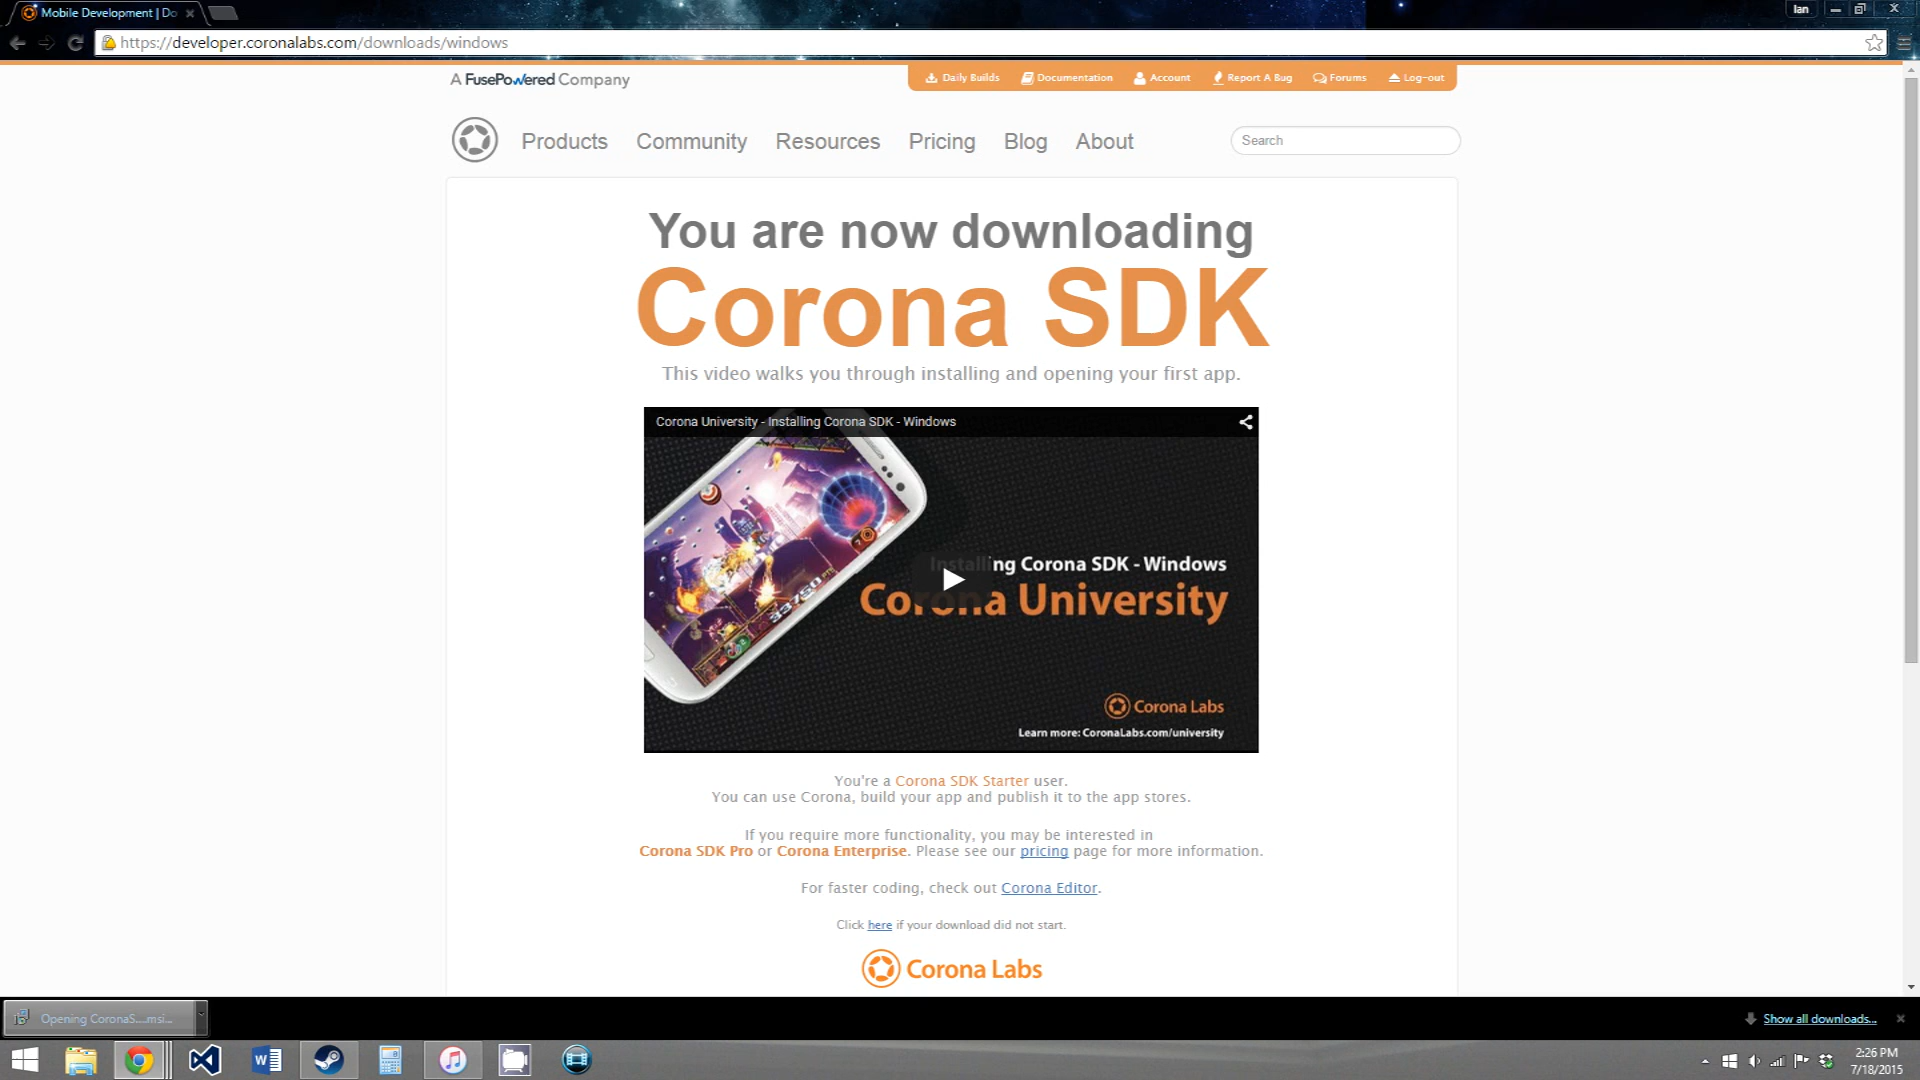 Mobile Development | Do
Ian
https://developer.coronalabs.com/downloads/windows
A FusePowered Company
Daily Builds Documentation Account Report A Bug Forums Log-out
Products Community Resources Pricing Blog About Search
You are now downloading
Corona SDK
This video walks you through installing and opening your first app.
Corona University - Installing Corona SDK - Windows
33750 PTS
Installing Corona SDK - Windows
Corona University
Corona Labs
Learn more: CoronaLabs.com/university
You're a Corona SDK Starter user.
You can use Corona, build your app and publish it to the app stores.
If you require more functionality, you may be interested in
Corona SDK Pro or Corona Enterprise. Please see our pricing page for more information.
For faster coding, check out Corona Editor.
Click here if your download did not start.
Corona Labs
Opening CoronaS....msi...
Show all downloads...
2:26 PM
7/18/2015